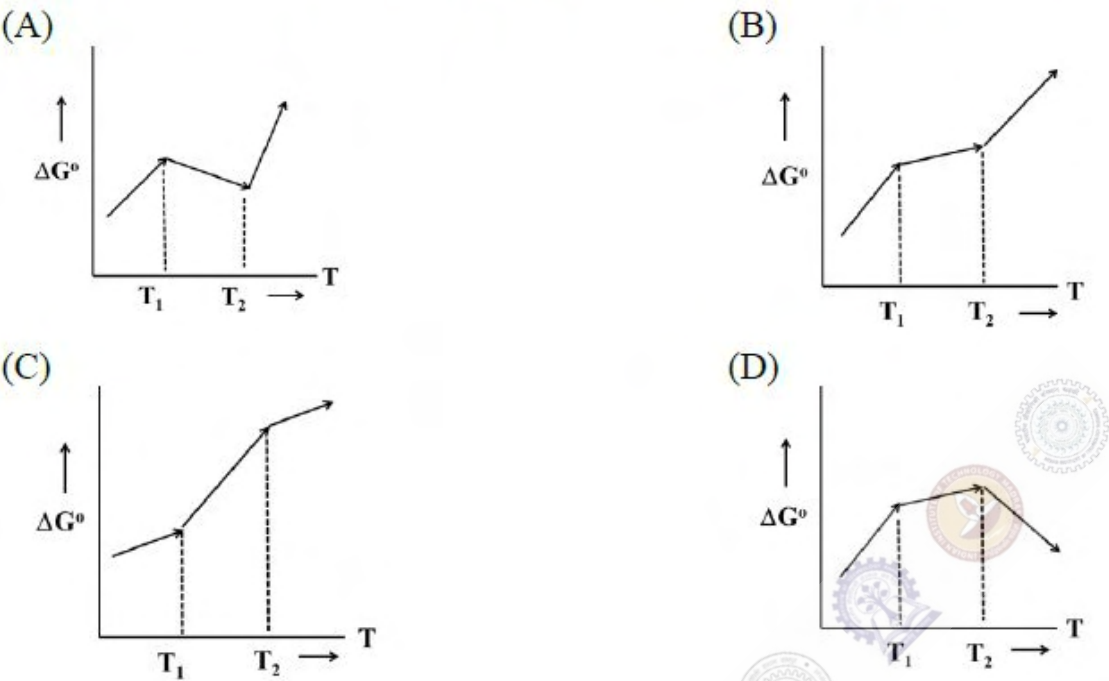 (A)
ΔG°
T
T₁ T₂
(B)
ΔG°
T
T₁ T₂
(C)
ΔG°
T
T₁ T₂
(D)
ΔG°
T
T₁ T₂